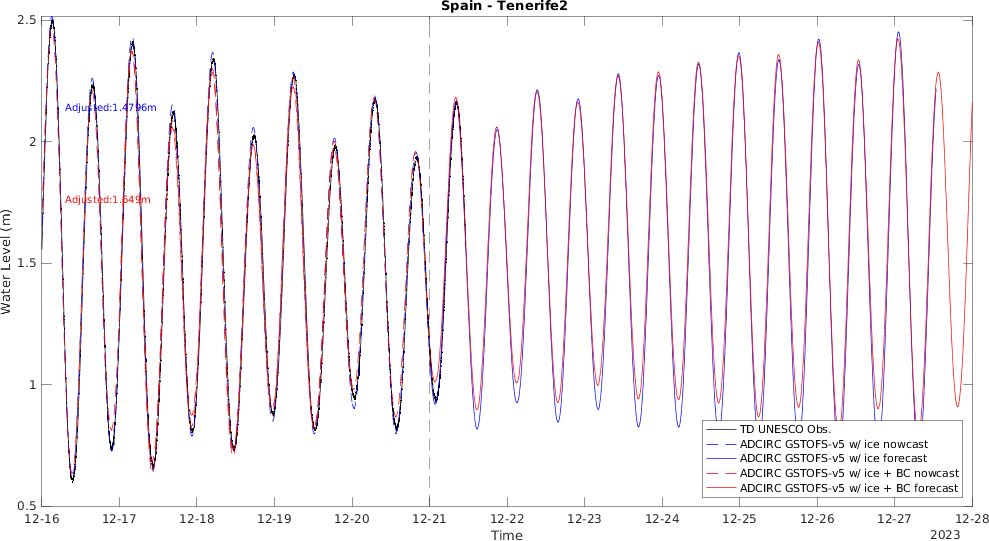 Spain - Tenerife2
2.5
2
1.5
1
0.5
Water Level (m)
Adjusted:1.4796m
Adjusted:1.649m
TD UNESCO Obs.
ADCIRC GSTOFS-v5 w/ ice nowcast
ADCIRC GSTOFS-v5 w/ ice forecast
ADCIRC GSTOFS-v5 w/ ice + BC nowcast
ADCIRC GSTOFS-v5 w/ ice + BC forecast
12-16 12-17 12-18 12-19 12-20 12-21 12-22 12-23 12-24 12-25 12-26 12-27 12-28
Time
2023